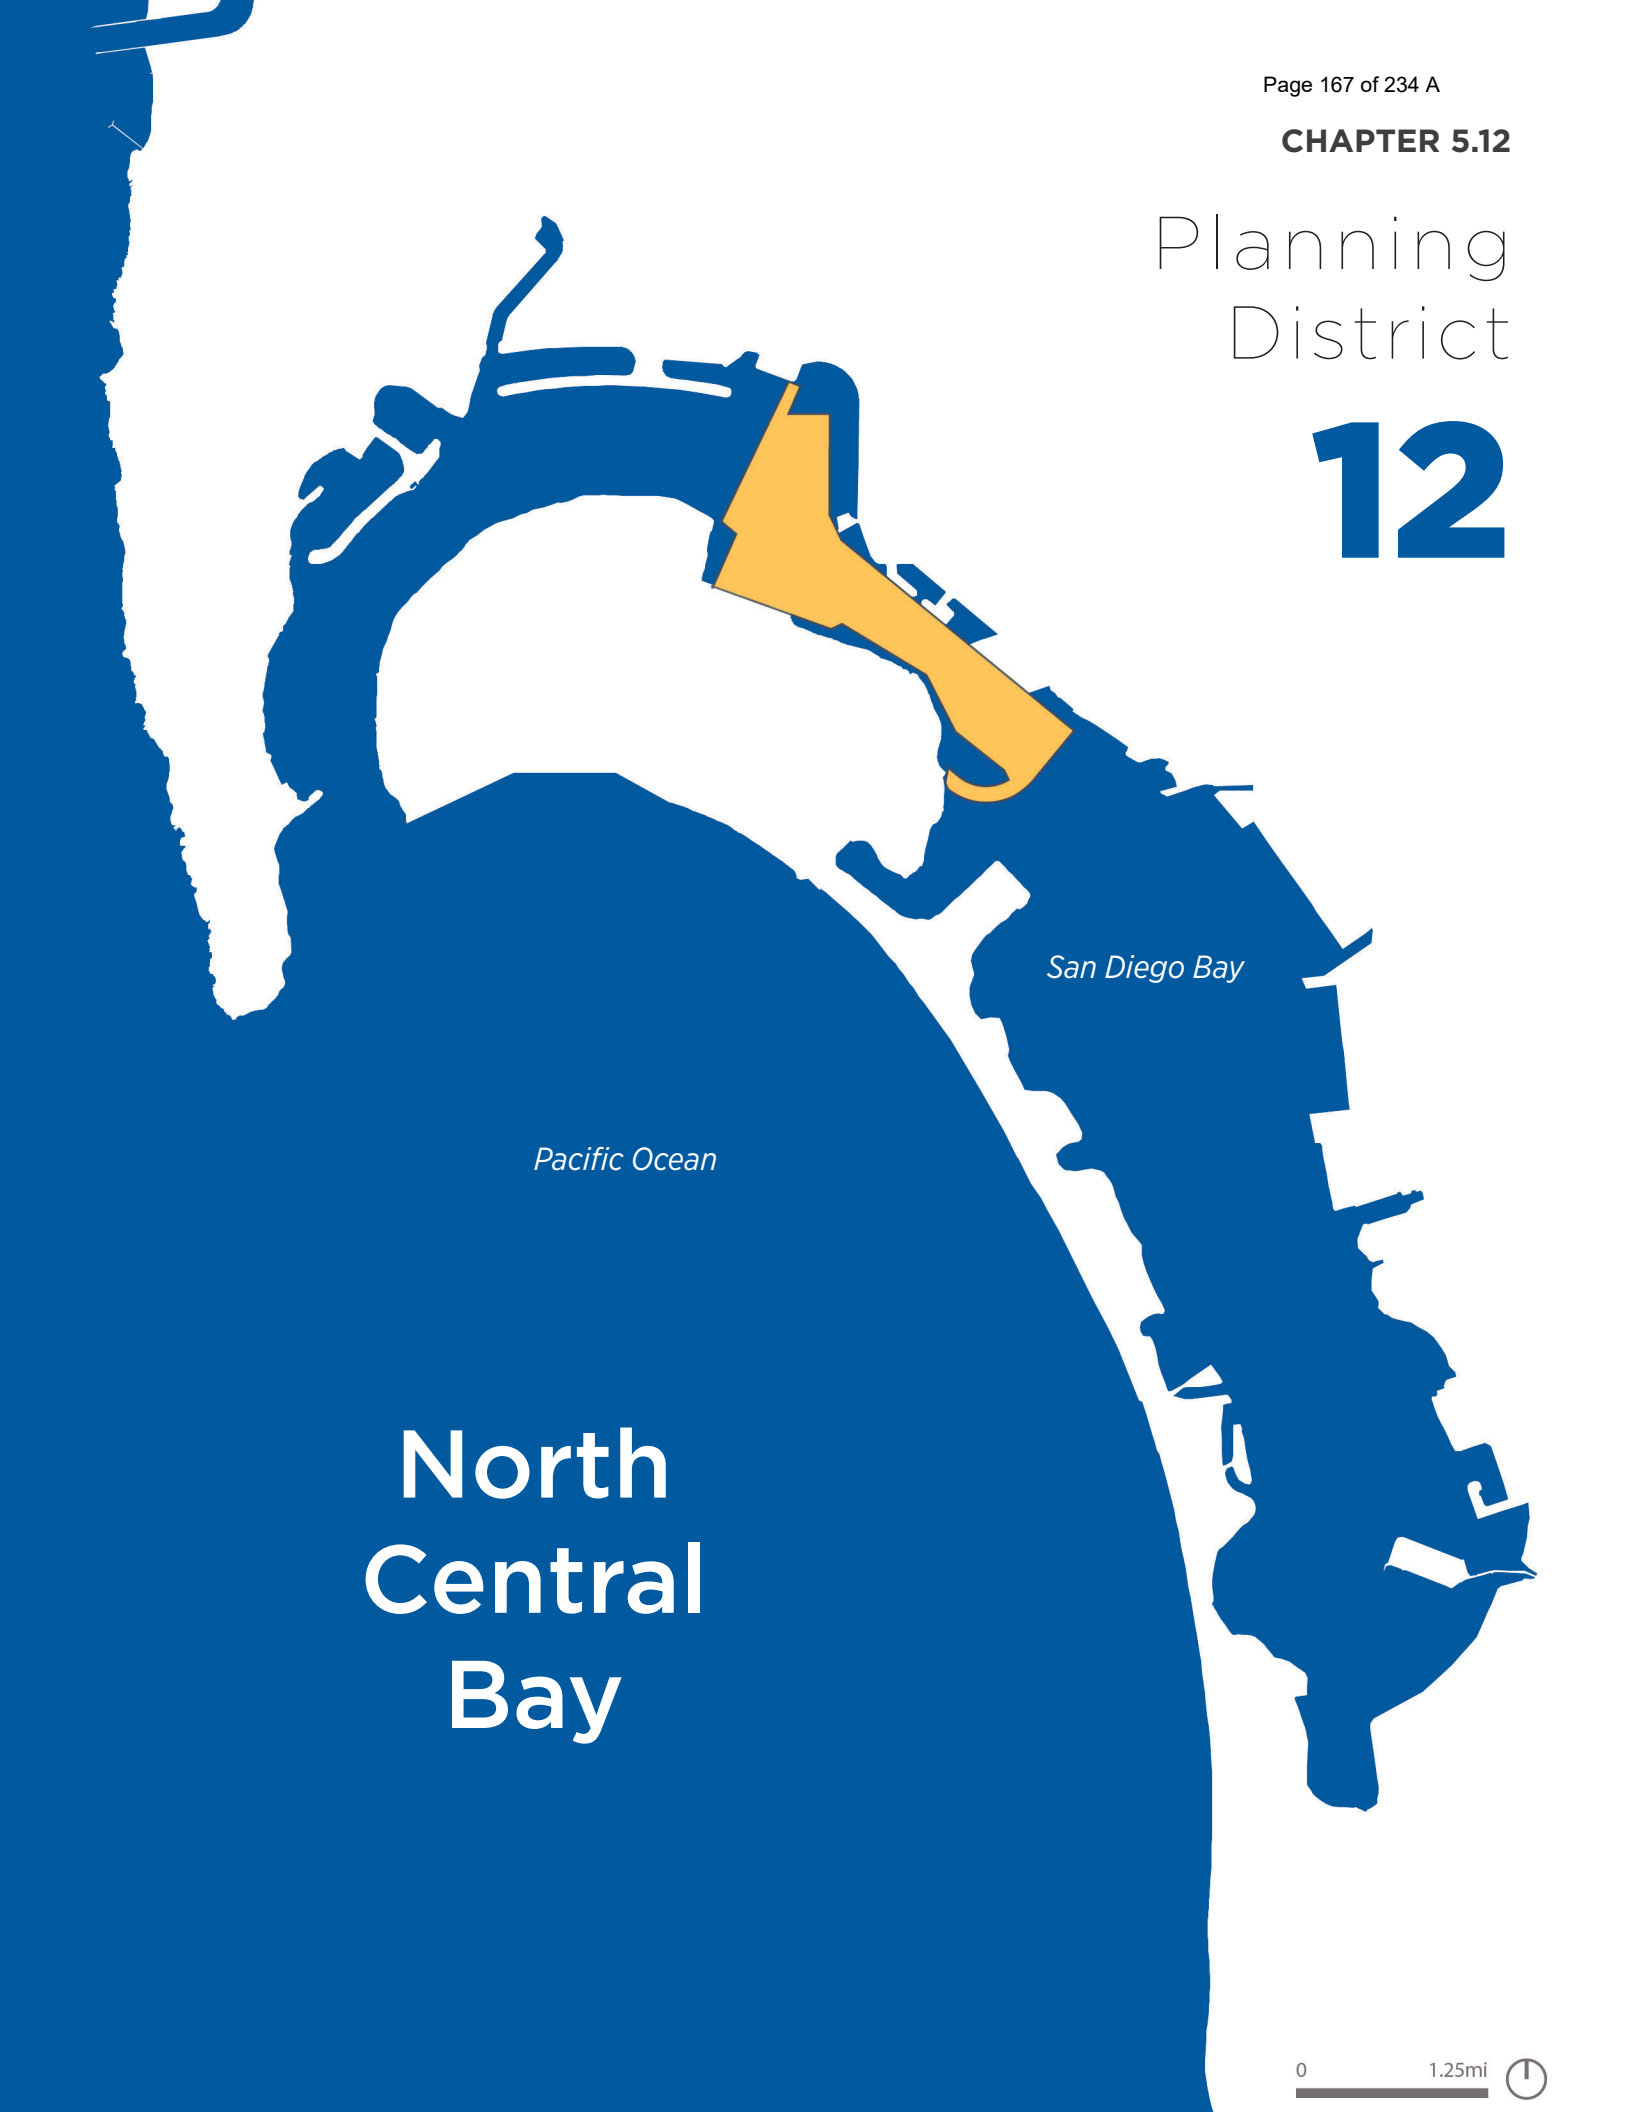 Page 167 of 234 A
CHAPTER 5.12
Planning
District
12
San Diego Bay
Pacific Ocean
North
Central
Bay
0 1.25mi